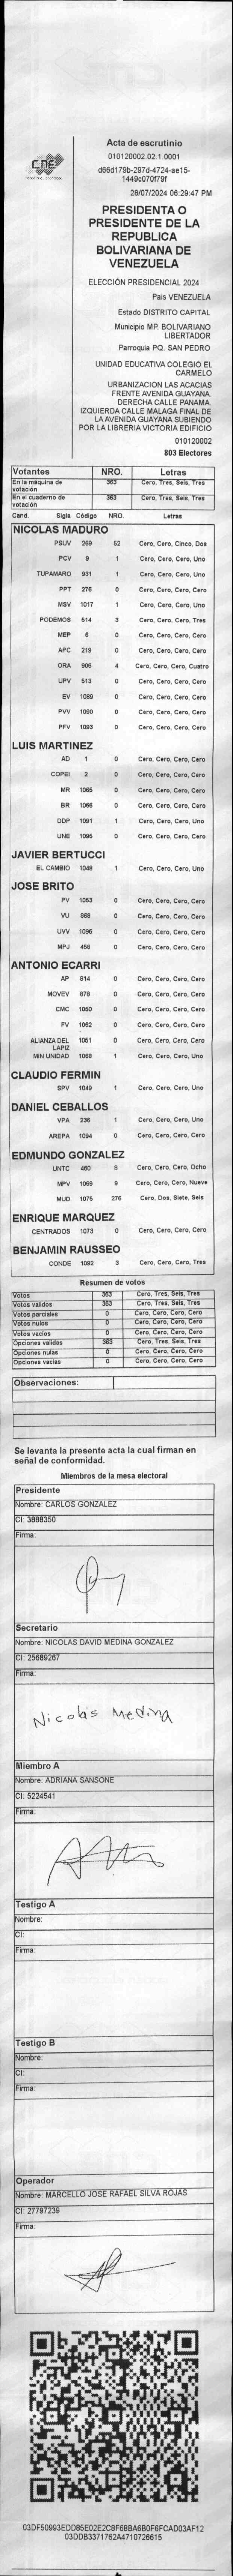 CNE
Acta de escrutinio
010120002.02.1.0001
d66d179b-297d-4724-ae15-
1449c070f79f
28/07/2024 06:29:47 PM
PRESIDENTA O
PRESIDENTE DE LA
REPUBLICA
BOLIVARIANA DE
VENEZUELA
ELECCIÓN PRESIDENCIAL 2024
Pais VENEZUELA
Estado DISTRITO CAPITAL
Municipio MP. BOLIVARIANO
LIBERTADOR
Parroquia PQ. SAN PEDRO
UNIDAD EDUCATIVA COLEGIO EL
CARMELO
URBANIZACION LAS ACACIAS
FRENTE AVENIDA GUAYANA.
DERECHA CALLE PANAMA.
IZQUIERDA CALLE MALAGA FINAL DE
LA AVENIDA GUAYANA SUBIENDO
POR LA LIBRERIA VICTORIA EDIFICIO
010120002
803 Electores
Votantes NRO. Letras
En la máquina de votación 363 Cero, Tres, Seis, Tres
En el cuaderno de votación 363 Cero, Tres, Seis, Tres
Cand. Sigla Código NRO. Letras
NICOLAS MADURO
PSUV 269 52 Cero, Cero, Cinco, Dos
PCV 9 1 Cero, Cero, Cero, Uno
TUPAMARO 931 1 Cero, Cero, Cero, Uno
PPT 276 0 Cero, Cero, Cero, Cero
MSV 1017 1 Cero, Cero, Cero, Uno
PODEMOS 514 3 Cero, Cero, Cero, Tres
MEP 6 0 Cero, Cero, Cero, Cero
APC 219 0 Cero, Cero, Cero, Cero
ORA 906 4 Cero, Cero, Cero, Cuatro
UPV 513 0 Cero, Cero, Cero, Cero
EV 1089 0 Cero, Cero, Cero, Cero
PVV 1090 0 Cero, Cero, Cero, Cero
PFV 1093 0 Cero, Cero, Cero, Cero
LUIS MARTINEZ
AD 1 0 Cero, Cero, Cero, Cero
COPEI 2 0 Cero, Cero, Cero, Cero
MR 1065 0 Cero, Cero, Cero, Cero
BR 1066 0 Cero, Cero, Cero, Cero
DDP 1091 1 Cero, Cero, Cero, Uno
UNE 1095 0 Cero, Cero, Cero, Cero
JAVIER BERTUCCI
EL CAMBIO 1048 1 Cero, Cero, Cero, Uno
JOSE BRITO
PV 1053 0 Cero, Cero, Cero, Cero
VU 868 0 Cero, Cero, Cero, Cero
UVV 1096 0 Cero, Cero, Cero, Cero
MPJ 458 0 Cero, Cero, Cero, Cero
ANTONIO ECARRI
AP 814 0 Cero, Cero, Cero, Cero
MOVEV 878 0 Cero, Cero, Cero, Cero
CMC 1050 0 Cero, Cero, Cero, Cero
FV 1062 0 Cero, Cero, Cero, Cero
ALIANZA DEL LAPIZ 1051 0 Cero, Cero, Cero, Cero
MIN UNIDAD 1068 1 Cero, Cero, Cero, Uno
CLAUDIO FERMIN
SPV 1049 1 Cero, Cero, Cero, Uno
DANIEL CEBALLOS
VPA 236 1 Cero, Cero, Cero, Uno
AREPA 1094 0 Cero, Cero, Cero, Cero
EDMUNDO GONZALEZ
UNTC 460 8 Cero, Cero, Cero, Ocho
MPV 1069 9 Cero, Cero, Cero, Nueve
MUD 1075 276 Cero, Dos, Siete, Seis
ENRIQUE MARQUEZ
CENTRADOS 1073 0 Cero, Cero, Cero, Cero
BENJAMIN RAUSSEO
CONDE 1092 3 Cero, Cero, Cero, Tres
Resumen de votos
Votos 363 Cero, Tres, Seis, Tres
Votos válidos 363 Cero, Tres, Seis, Tres
Votos parciales 0 Cero, Cero, Cero, Cero
Votos nulos 0 Cero, Cero, Cero, Cero
Votos vacíos 0 Cero, Cero, Cero, Cero
Opciones válidas 363 Cero, Tres, Seis, Tres
Opciones nulas 0 Cero, Cero, Cero, Cero
Opciones vacías 0 Cero, Cero, Cero, Cero
Observaciones:
Se levanta la presente acta la cual firman en
señal de conformidad.
Miembros de la mesa electoral
Presidente
Nombre: CARLOS GONZALEZ
CI: 3888350
Firma:
Secretario
Nombre: NICOLAS DAVID MEDINA GONZALEZ
CI: 25689267
Firma:
Nicolas Medina
Miembro A
Nombre: ADRIANA SANSONE
CI: 5224541
Firma:
Testigo A
Nombre:
CI:
Firma:
Testigo B
Nombre:
CI:
Firma:
Operador
Nombre: MARCELLO JOSE RAFAEL SILVA ROJAS
CI: 27797239
Firma:
03DF50993EDD85E02E2C8F68BA6B0F6FCAD03AF12
03DDB3371762A4710726615